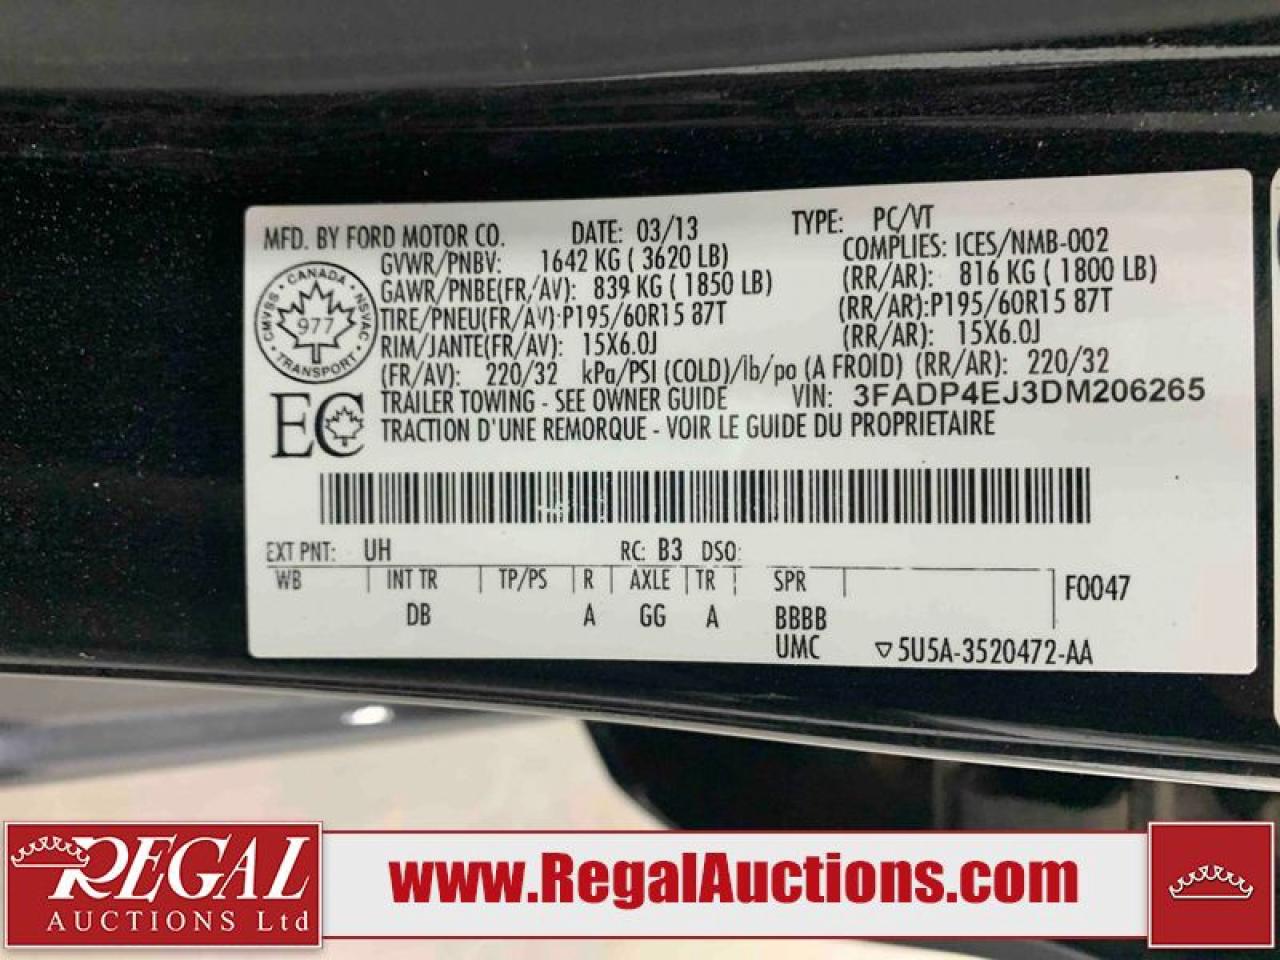 MFD. BY FORD MOTOR CO. DATE: 03/13 TYPE: PC/VT
GVWR/PNBV: 1642 KG ( 3620 LB) COMPLIES: ICES/NMB-002
GAWR/PNBE(FR/AV): 839 KG ( 1850 LB) (RR/AR): 816 KG ( 1800 LB)
TIRE/PNEU(FR/AV):P195/60R15 87T (RR/AR):P195/60R15 87T
RIM/JANTE(FR/AV): 15X6.0J (RR/AR): 15X6.0J
(FR/AV): 220/32 kPa/PSI (COLD)/lb/po (A FROID) (RR/AR): 220/32
TRAILER TOWING - SEE OWNER GUIDE VIN: 3FADP4EJ3DM206265
TRACTION D'UNE REMORQUE - VOIR LE GUIDE DU PROPRIETAIRE
CANADA
CMVSS · NSVAC
977
TRANSPORT
EC
EXT PNT: UH RC: B3 DSO:
WB INT TR TP/PS R AXLE TR SPR F0047
DB A GG A BBBB
UMC ▽5U5A-3520472-AA
REGAL
AUCTIONS Ltd
www.RegalAuctions.com